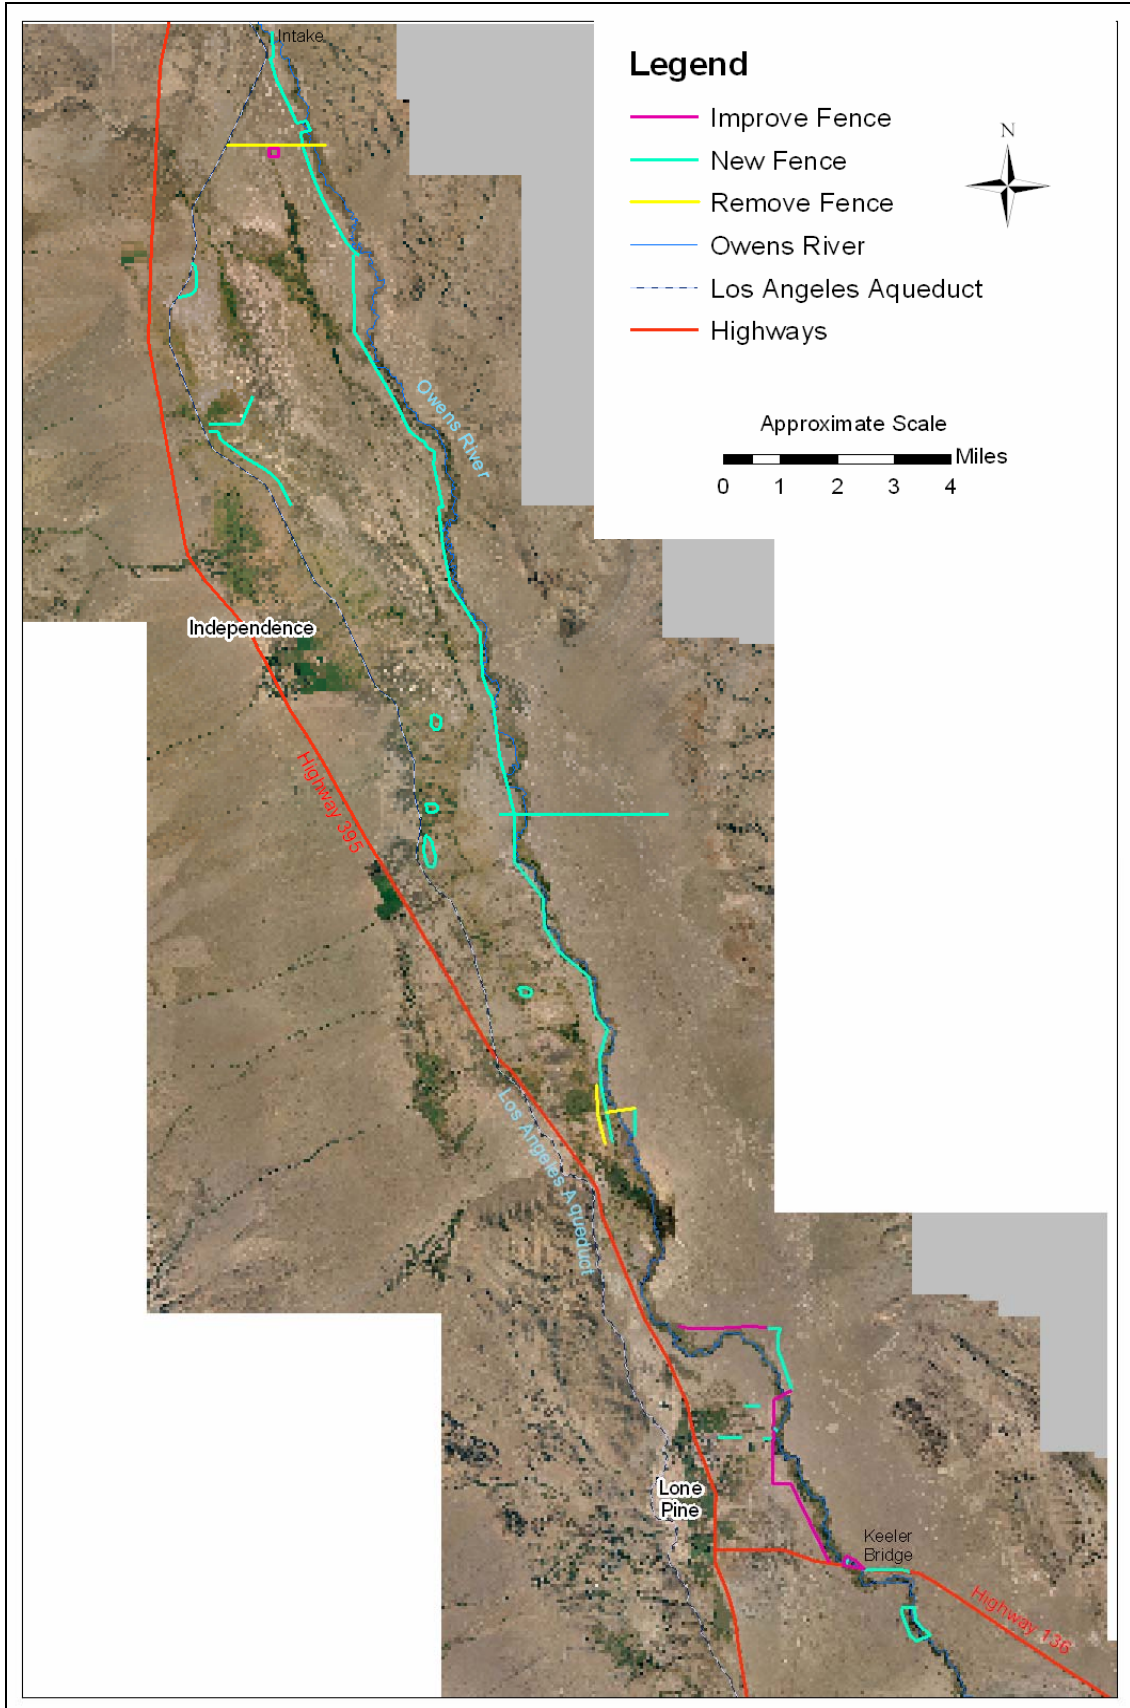 Intake
Legend
Improve Fence
New Fence
Remove Fence
Owens River
Los Angeles Aqueduct
Highways
N
Approximate Scale
Miles
0 1 2 3 4
Owens River
Independence
Highway 395
Los Angeles Aqueduct
Lone
Pine
Keeler
Bridge
Highway 136